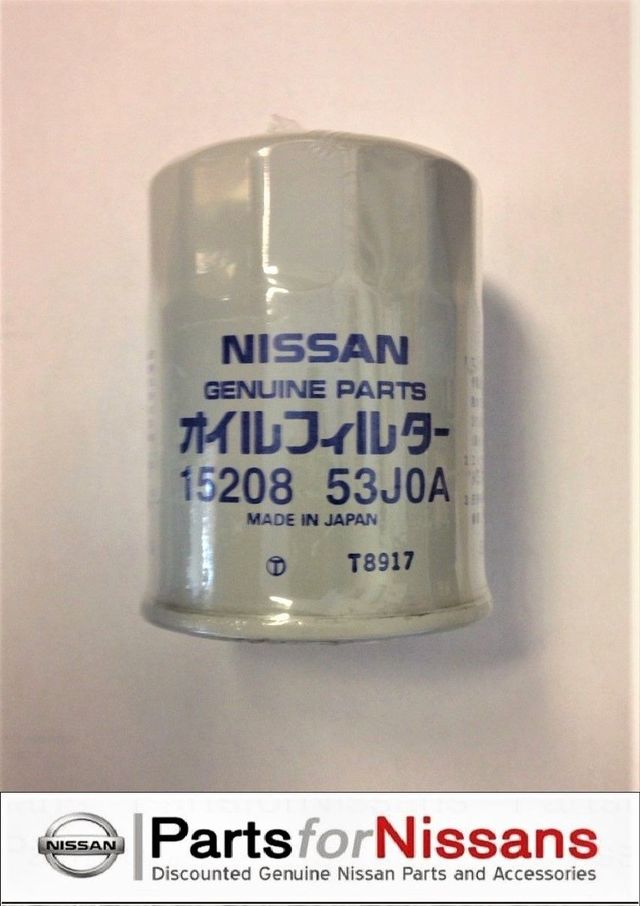 NISSAN
GENUINE PARTS
オイルフィルター
15208 53J0A
MADE IN JAPAN
T T8917
NISSAN
PartsforNissans
Discounted Genuine Nissan Parts and Accessories